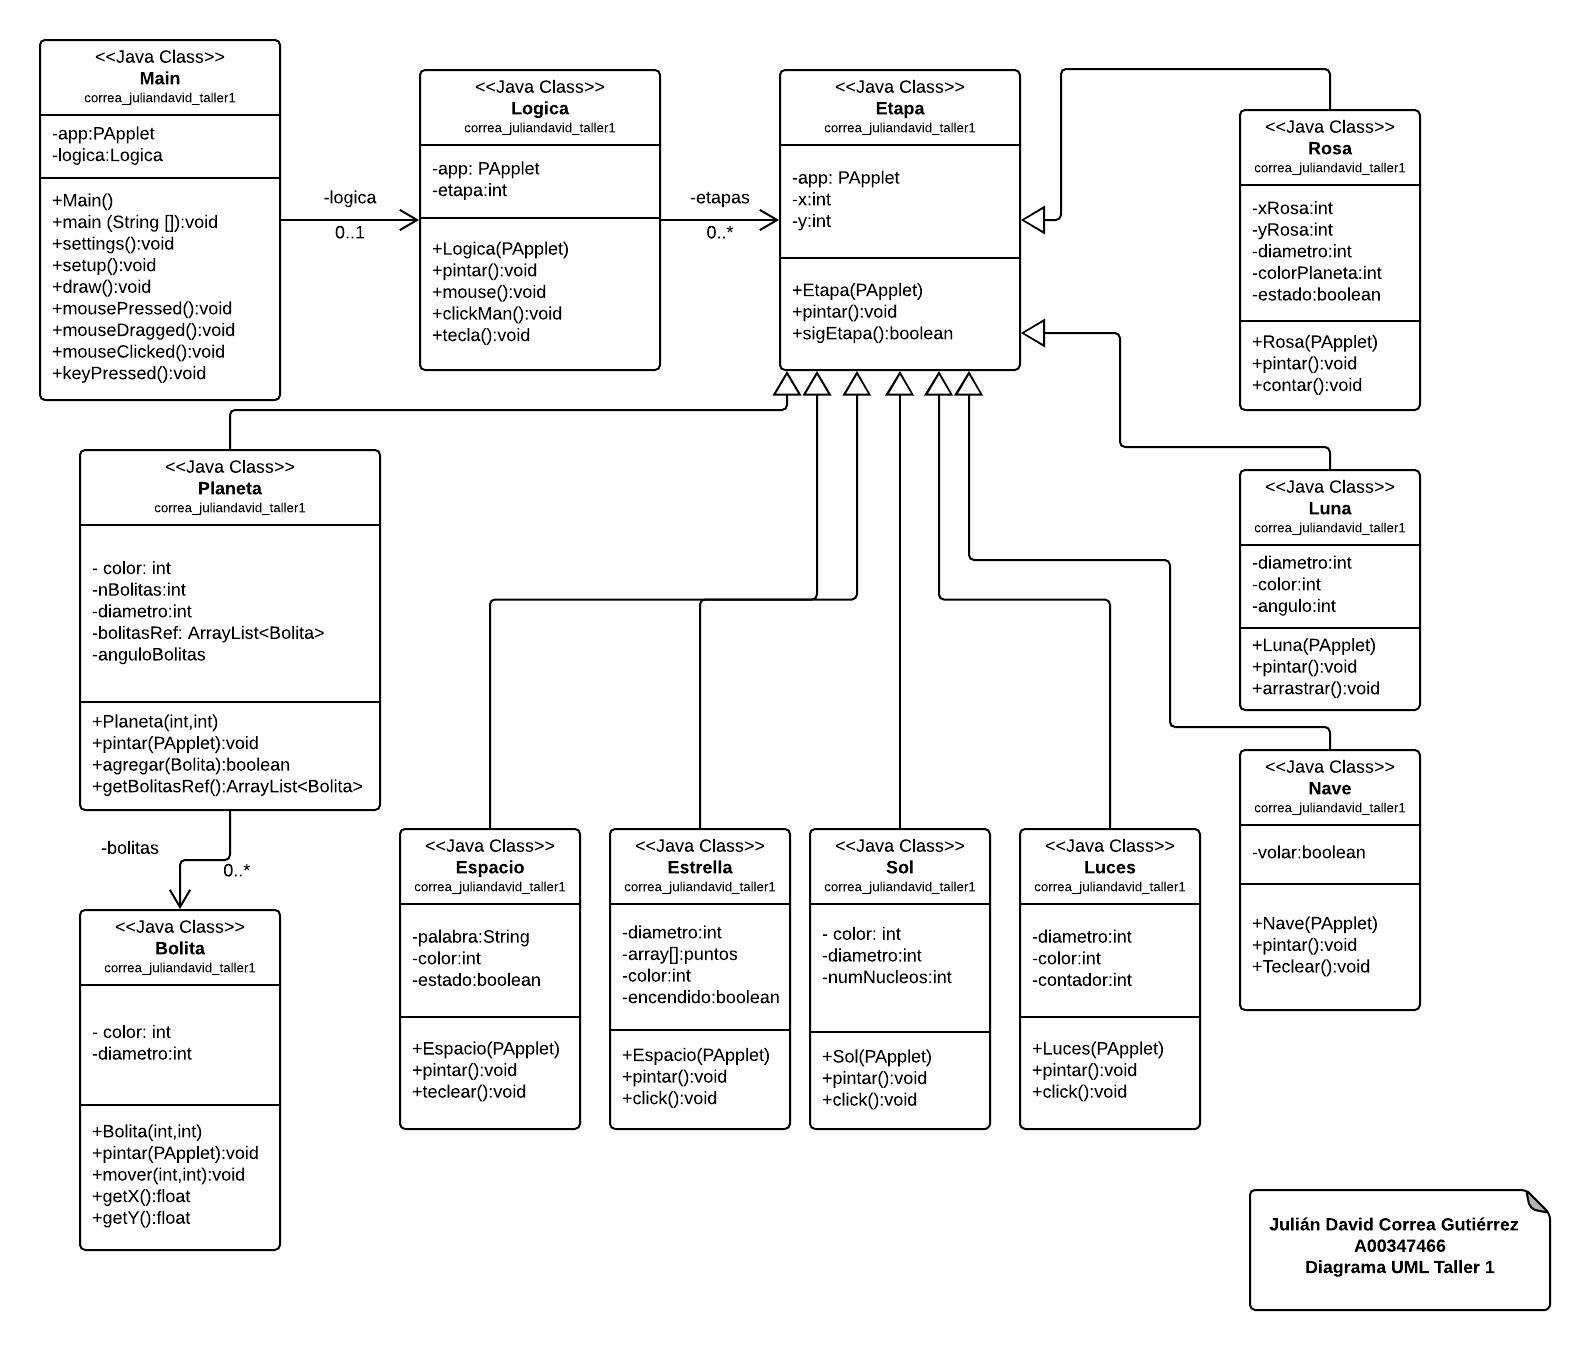 <<Java Class>>
Main
correa_juliandavid_taller1
-app:PApplet
-logica:Logica
+Main()
+main (String []):void
+settings():void
+setup():void
+draw():void
+mousePressed():void
+mouseDragged():void
+mouseClicked():void
+keyPressed():void
-logica
0..1
<<Java Class>>
Logica
correa_juliandavid_taller1
-app: PApplet
-etapa:int
+Logica(PApplet)
+pintar():void
+mouse():void
+clickMan():void
+tecla():void
-etapas
0..*
<<Java Class>>
Etapa
correa_juliandavid_taller1
-app: PApplet
-x:int
-y:int
+Etapa(PApplet)
+pintar():void
+sigEtapa():boolean
<<Java Class>>
Rosa
correa_juliandavid_taller1
-xRosa:int
-yRosa:int
-diametro:int
-colorPlaneta:int
-estado:boolean
+Rosa(PApplet)
+pintar():void
+contar():void
<<Java Class>>
Planeta
correa_juliandavid_taller1
- color: int
-nBolitas:int
-diametro:int
-bolitasRef: ArrayList<Bolita>
-anguloBolitas
+Planeta(int,int)
+pintar(PApplet):void
+agregar(Bolita):boolean
+getBolitasRef():ArrayList<Bolita>
<<Java Class>>
Luna
correa_juliandavid_taller1
-diametro:int
-color:int
-angulo:int
+Luna(PApplet)
+pintar():void
+arrastrar():void
<<Java Class>>
Nave
correa_juliandavid_taller1
-volar:boolean
+Nave(PApplet)
+pintar():void
+Teclear():void
-bolitas
0..*
<<Java Class>>
Bolita
correa_juliandavid_taller1
- color: int
-diametro:int
+Bolita(int,int)
+pintar(PApplet):void
+mover(int,int):void
+getX():float
+getY():float
<<Java Class>>
Espacio
correa_juliandavid_taller1
-palabra:String
-color:int
-estado:boolean
+Espacio(PApplet)
+pintar():void
+teclear():void
<<Java Class>>
Estrella
correa_juliandavid_taller1
-diametro:int
-array[]:puntos
-color:int
-encendido:boolean
+Espacio(PApplet)
+pintar():void
+click():void
<<Java Class>>
Sol
correa_juliandavid_taller1
- color: int
-diametro:int
-numNucleos:int
+Sol(PApplet)
+pintar():void
+click():void
<<Java Class>>
Luces
correa_juliandavid_taller1
-diametro:int
-color:int
-contador:int
+Luces(PApplet)
+pintar():void
+click():void
Julián David Correa Gutiérrez
A00347466
Diagrama UML Taller 1